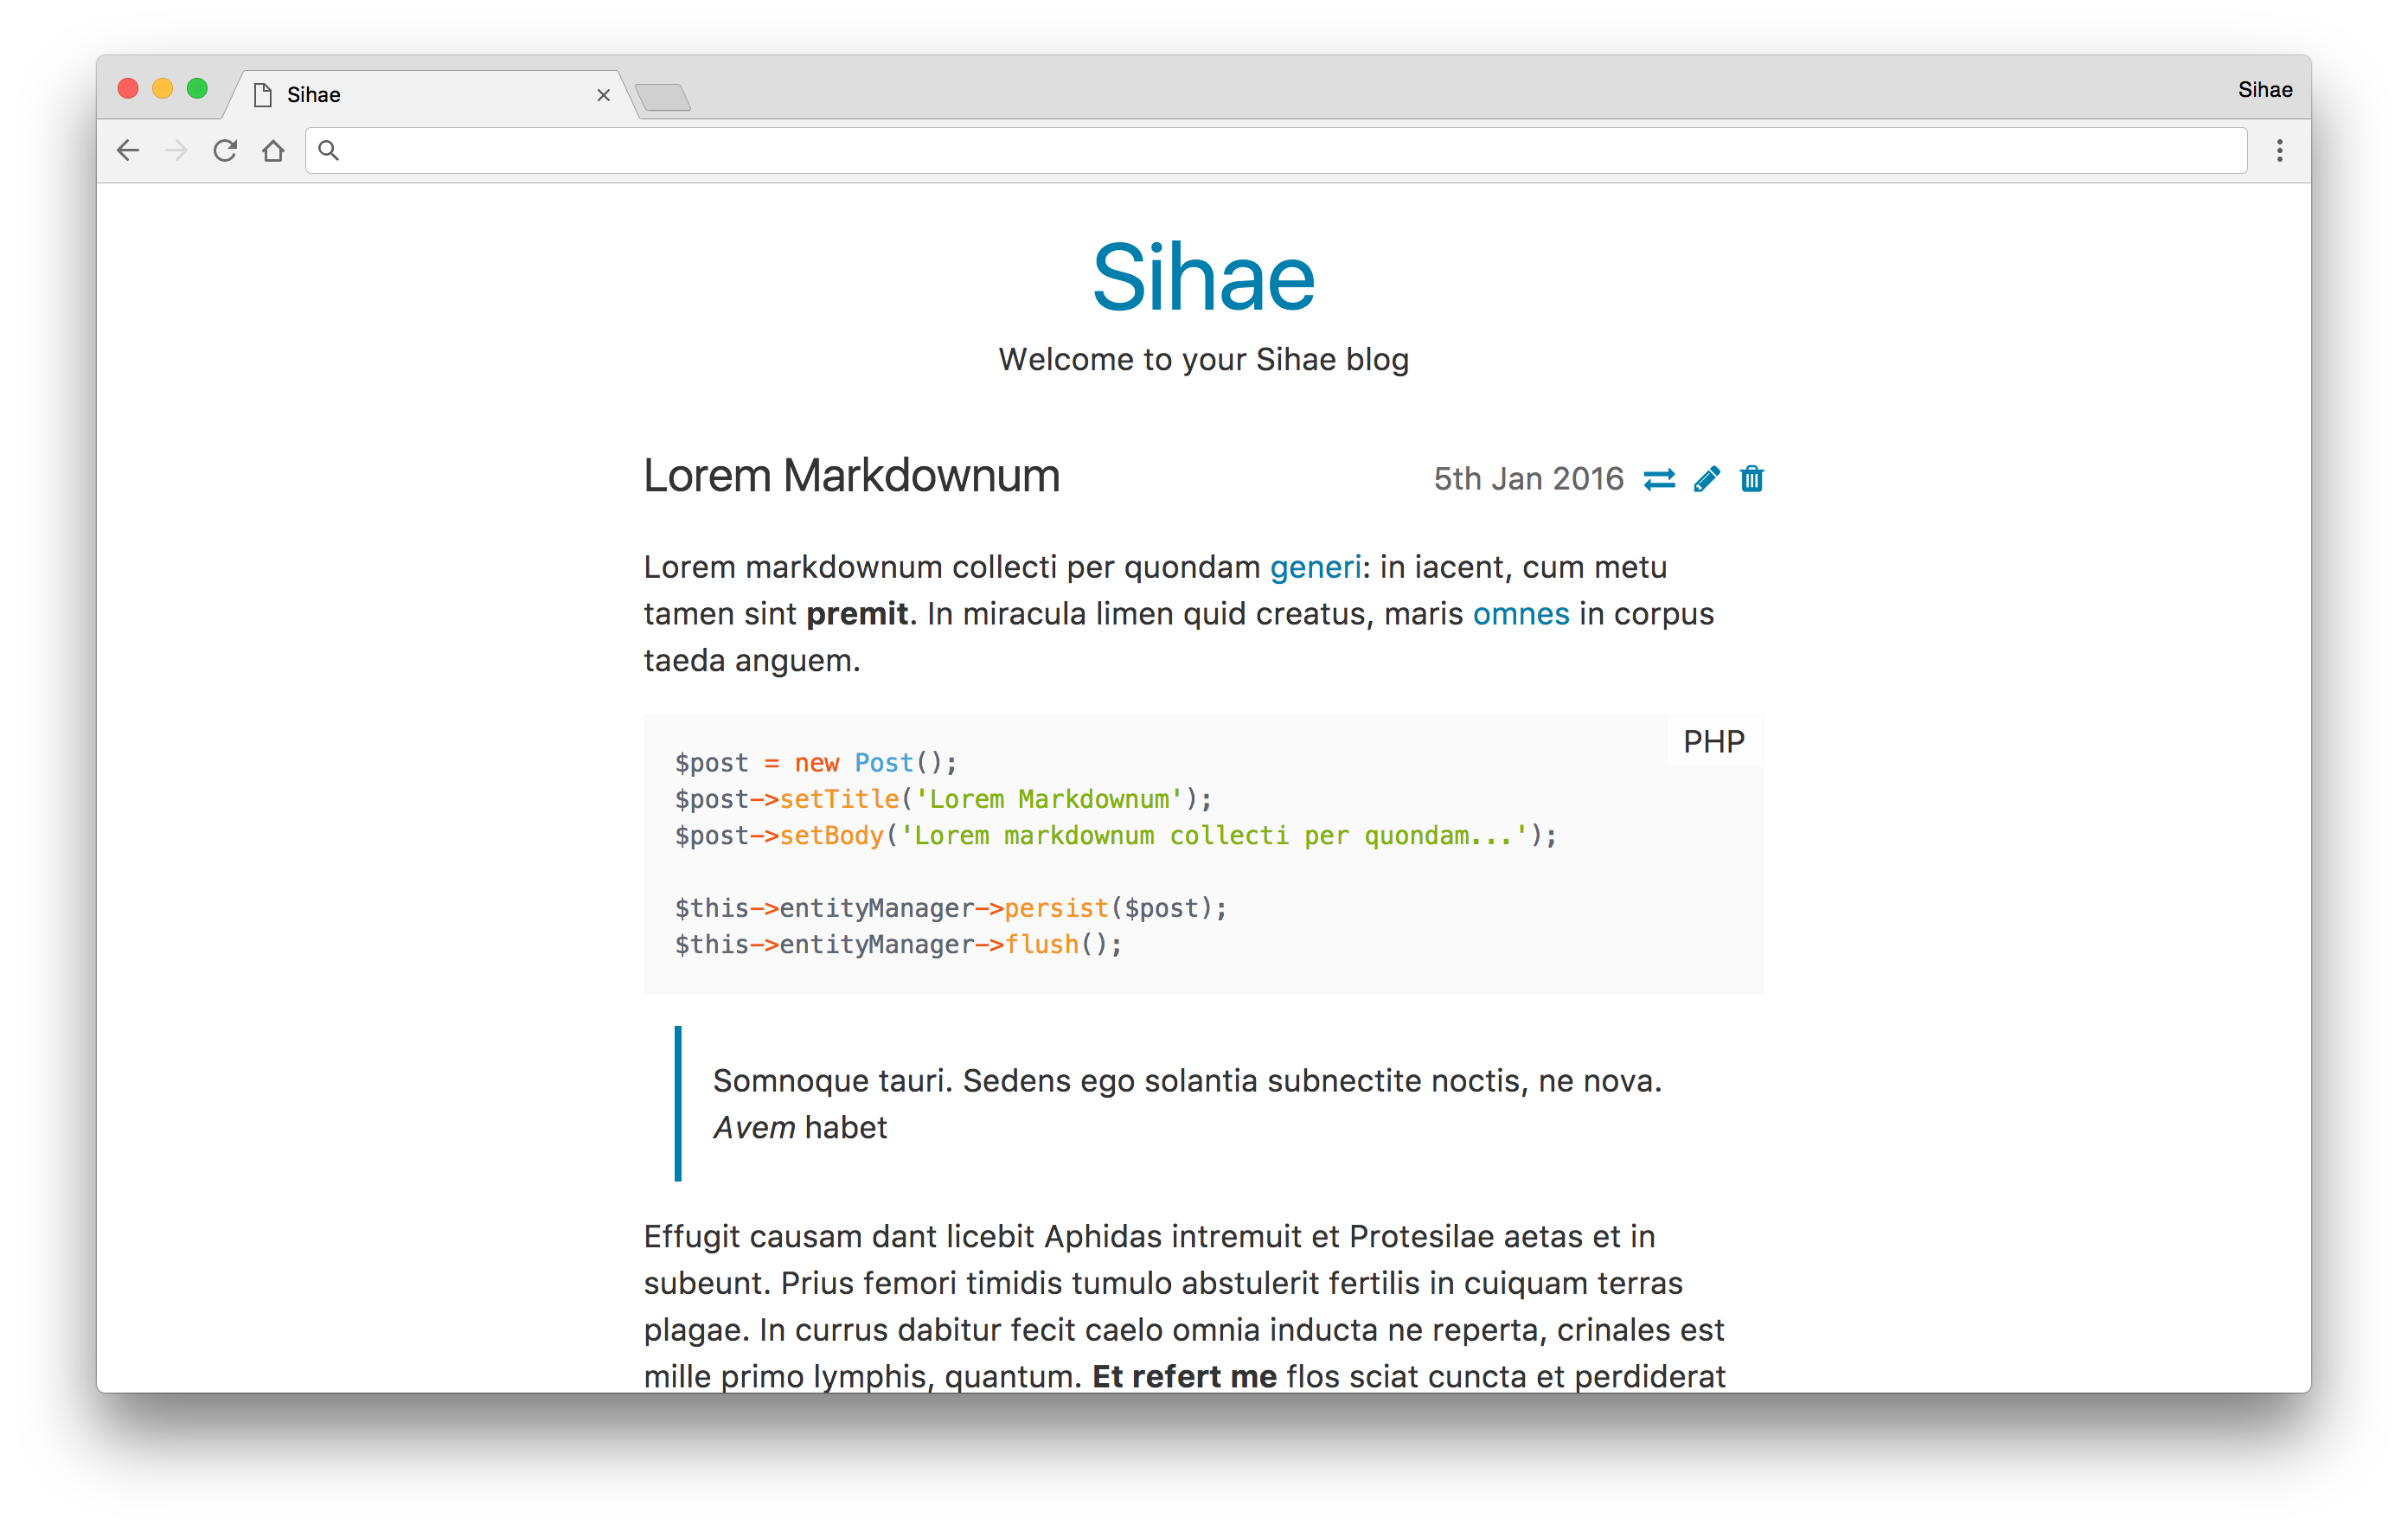 Sihae
Sihae
Sihae
Welcome to your Sihae blog
Lorem Markdownum
5th Jan 2016
Lorem markdownum collecti per quondam generi: in iacent, cum metu
tamen sint premit. In miracula limen quid creatus, maris omnes in corpus
taeda anguem.
PHP
$post = new Post();
$post->setTitle('Lorem Markdownum');
$post->setBody('Lorem markdownum collecti per quondam...');
$this->entityManager->persist($post);
$this->entityManager->flush();
Somnoque tauri. Sedens ego solantia subnectite noctis, ne nova.
Avem habet
Effugit causam dant licebit Aphidas intremuit et Protesilae aetas et in
subeunt. Prius femori timidis tumulo abstulerit fertilis in cuiquam terras
plagae. In currus dabitur fecit caelo omnia inducta ne reperta, crinales est
mille primo lymphis, quantum. Et refert me flos sciat cuncta et perdiderat